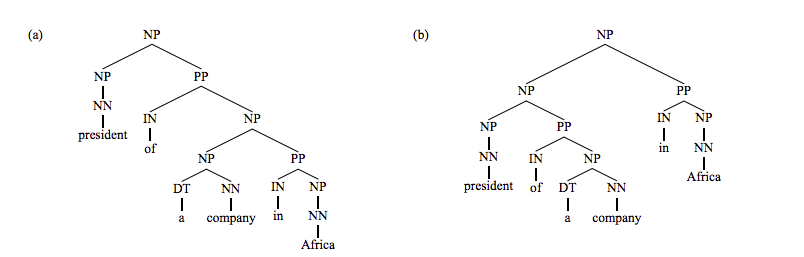 (a) NP
NP PP
NN
IN NP
president
of
NP PP
DT NN IN NP
a company in NN
Africa
(b) NP
NP PP
IN NP
NP PP
in NN
NN IN NP
Africa
president of DT NN
a company